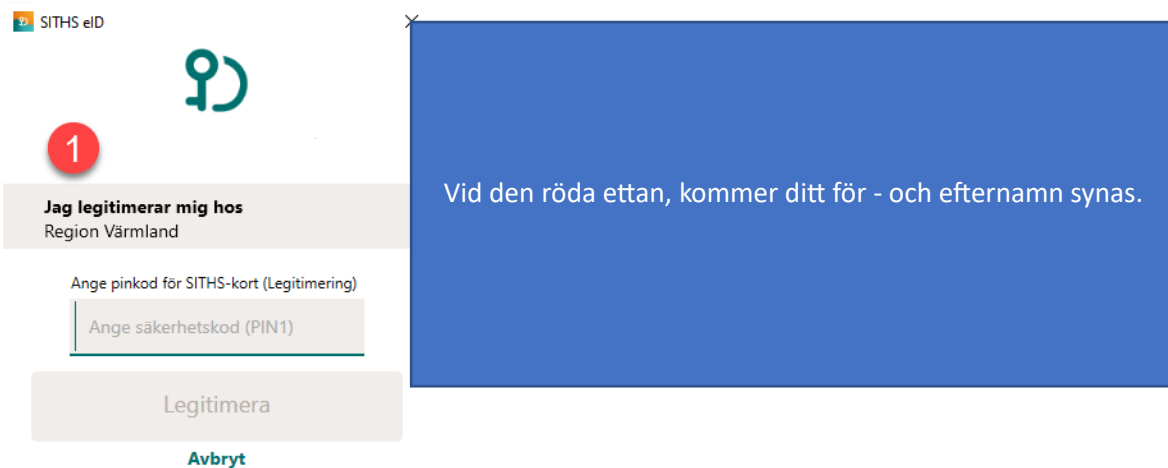 SITHS eID
1
Jag legitimerar mig hos
Region Värmland
Ange pinkod för SITHS-kort (Legitimering)
Ange säkerhetskod (PIN1)
Legitimera
Avbryt
Vid den röda ettan, kommer ditt för - och efternamn synas.